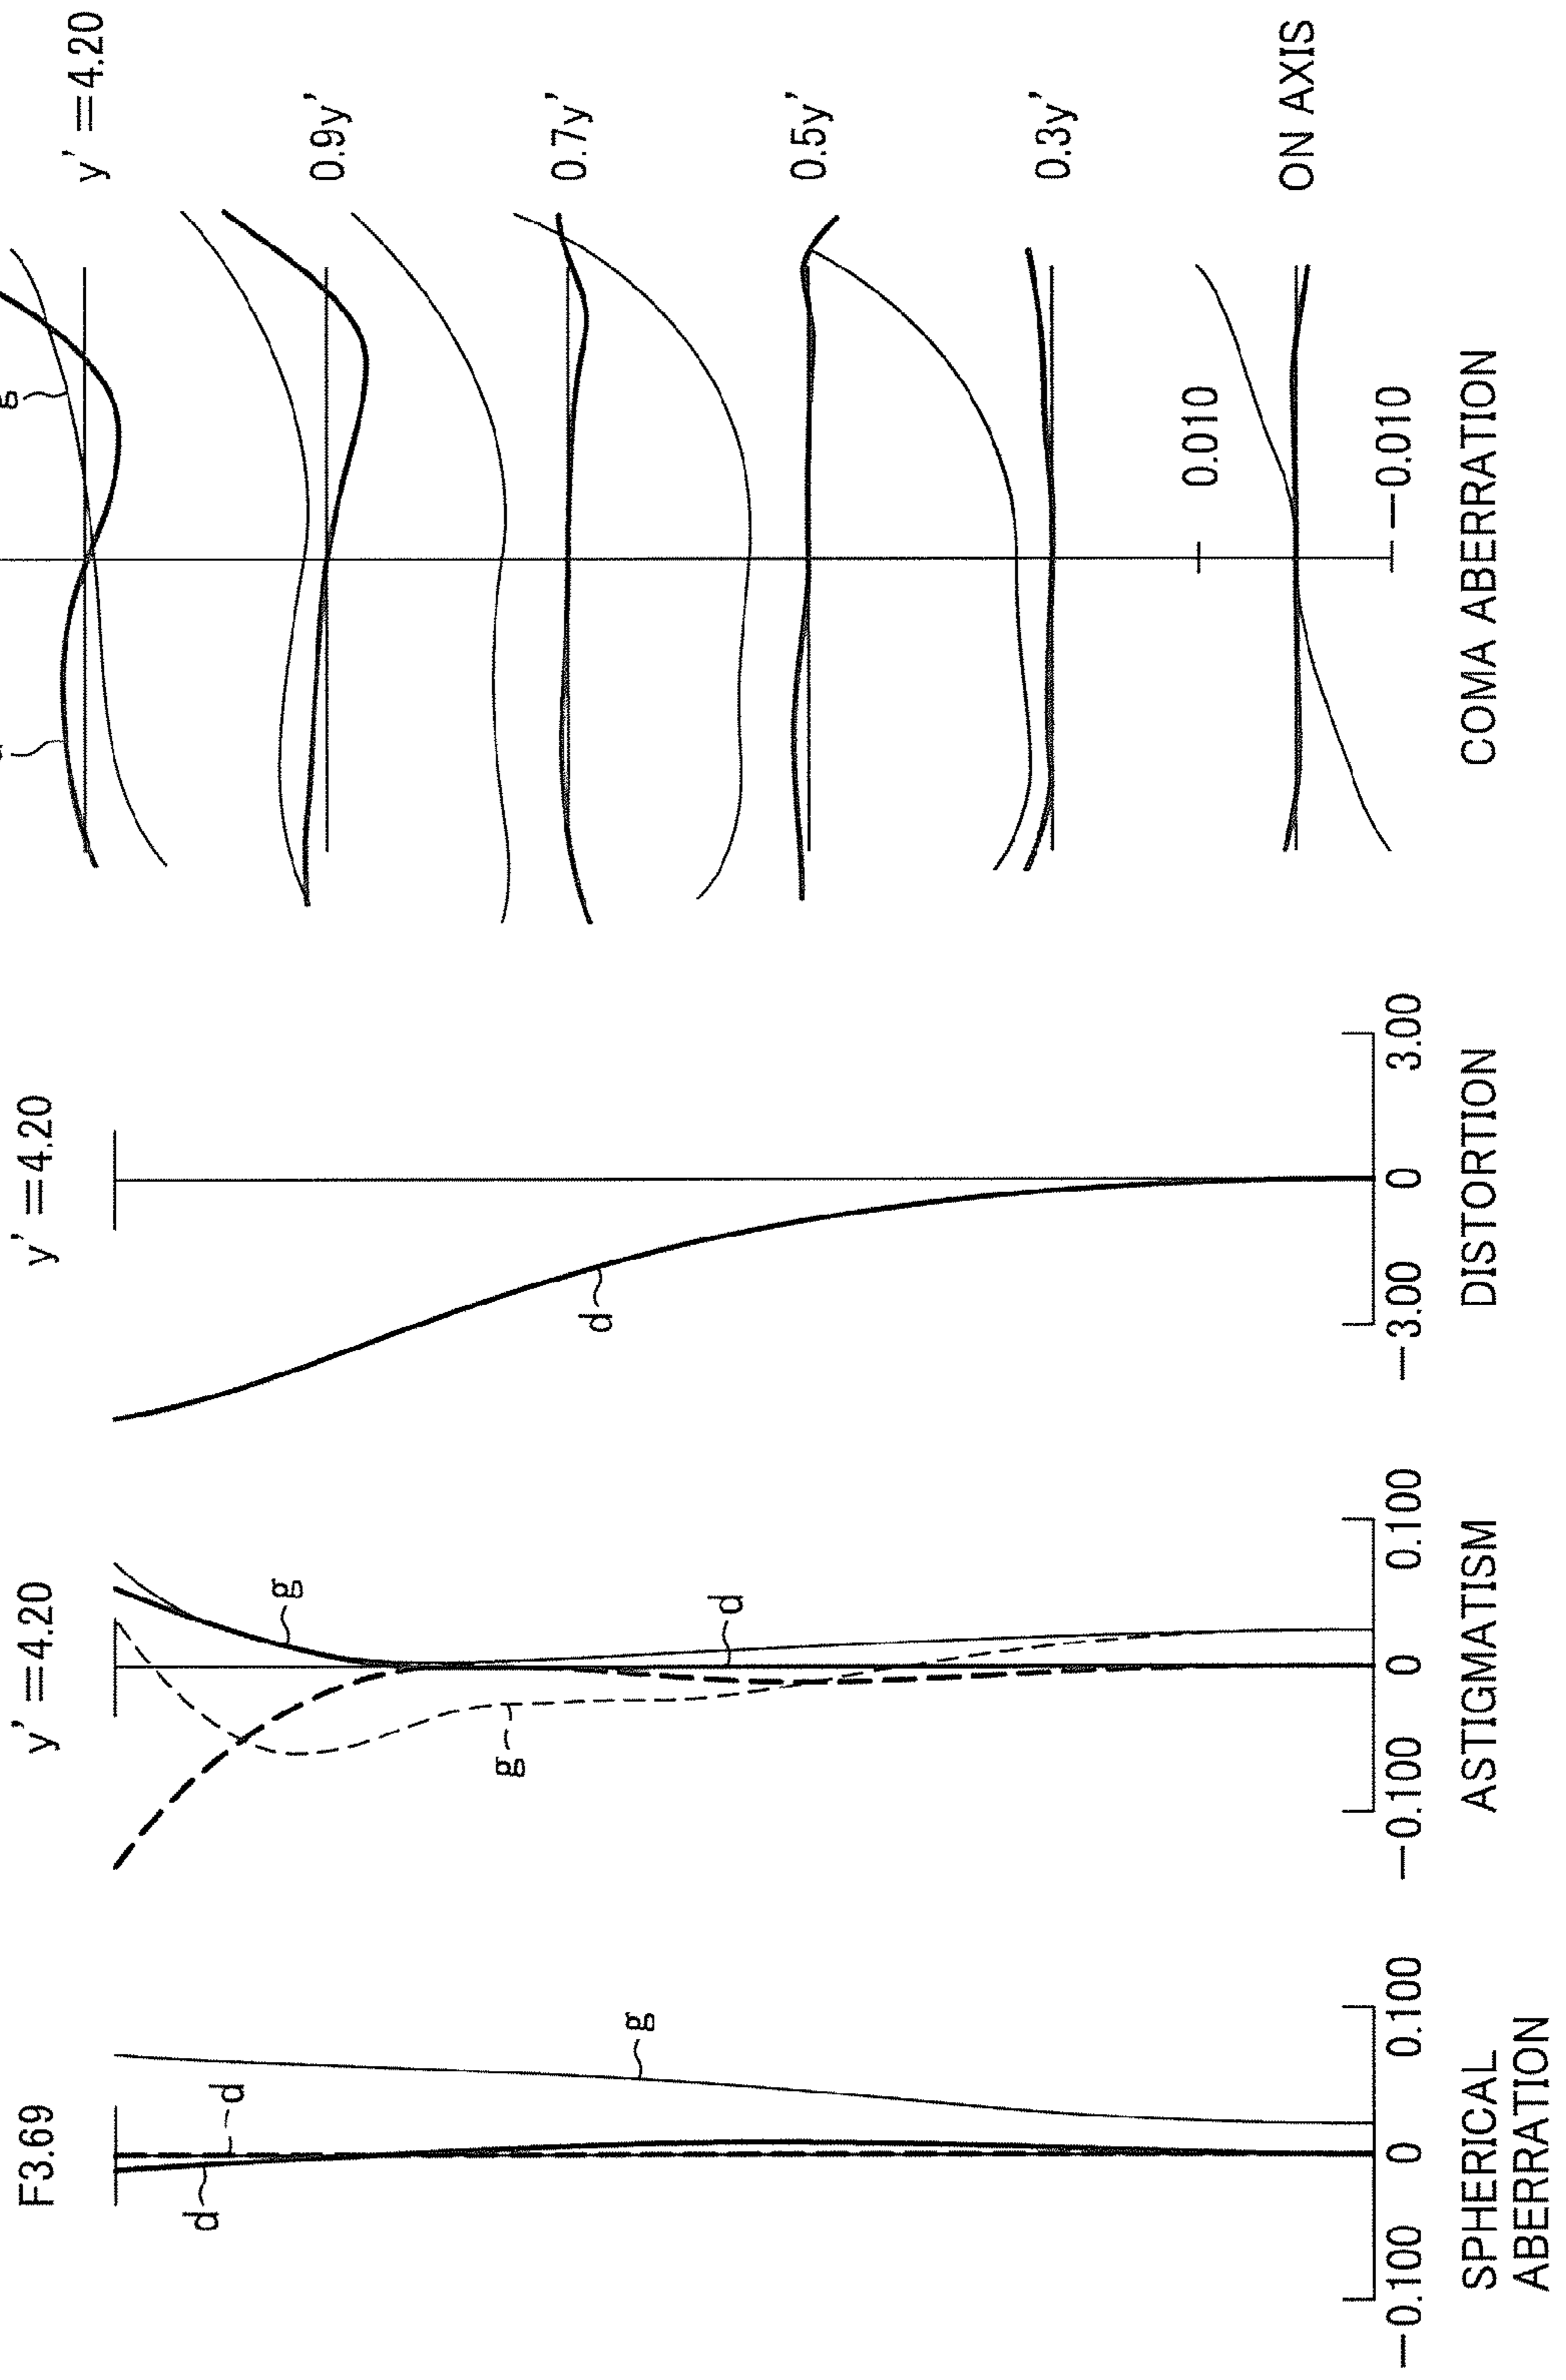 F3.69
d
d
g
−0.100
0
0.100
SPHERICAL
ABERRATION
y' =4.20
g
g
d
−0.100
0
0.100
ASTIGMATISM
y' =4.20
d
−3.00
0
3.00
DISTORTION
g
y' =4.20
0.9y'
0.7y'
0.5y'
0.3y'
0.010
ON AXIS
−0.010
COMA ABERRATION